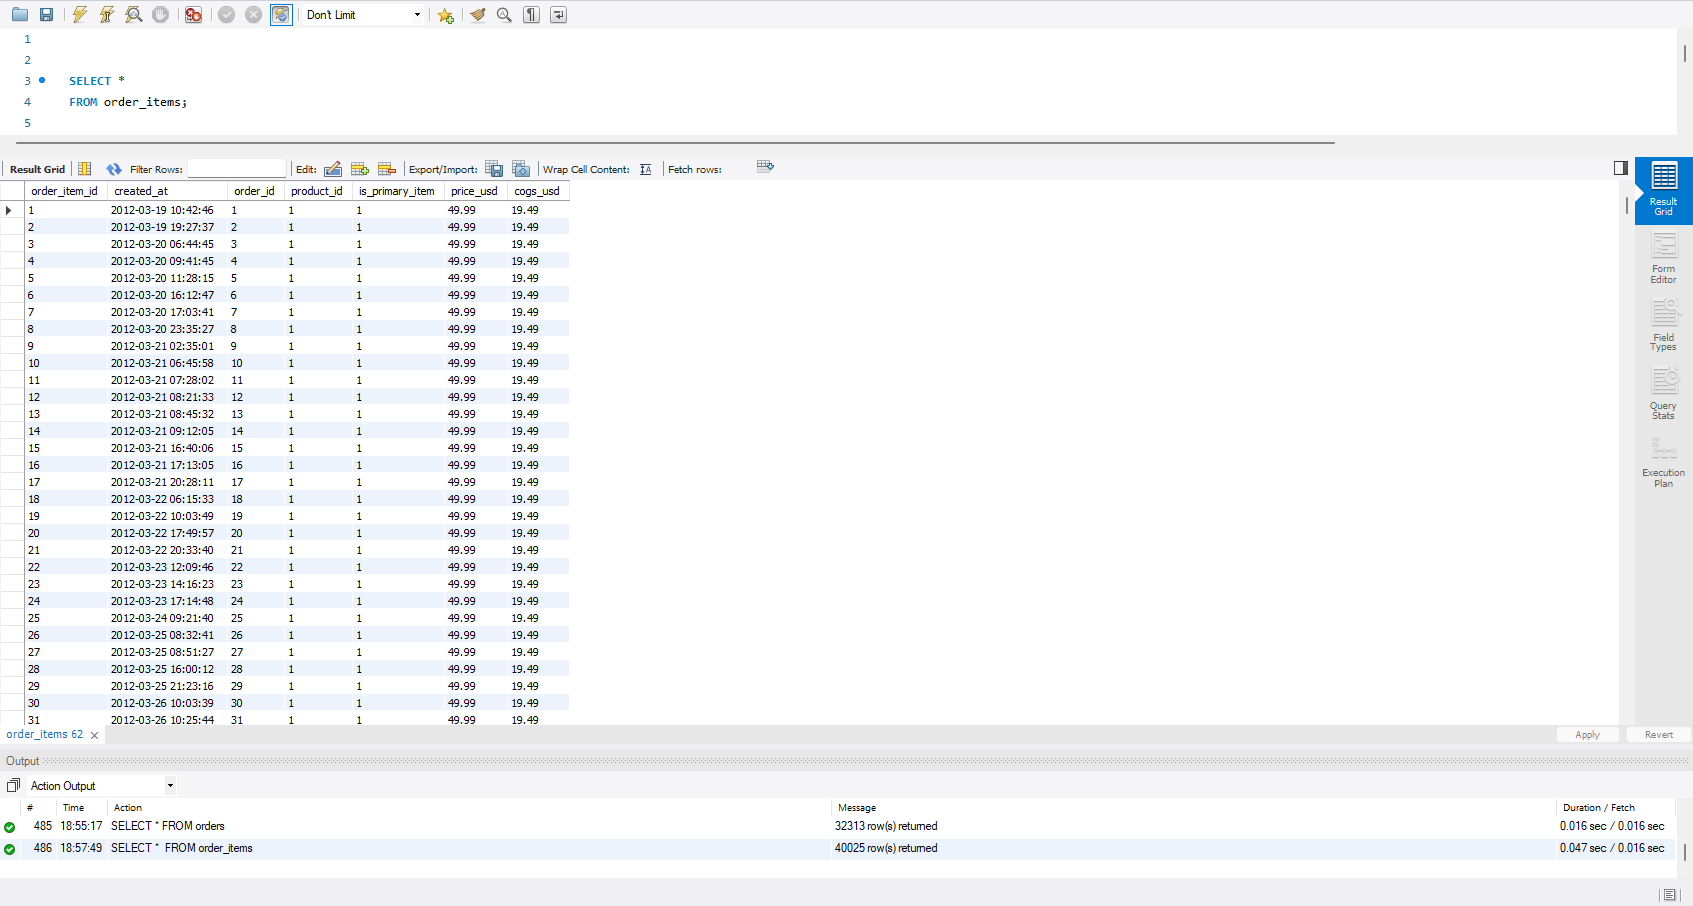 Don't Limit
1
2
3 SELECT *
4 FROM order_items;
5
Result Grid Filter Rows: Edit: Export/Import: Wrap Cell Content: Fetch rows:
order_item_id created_at order_id product_id is_primary_item price_usd cogs_usd
1 2012-03-19 10:42:46 1 1 1 49.99 19.49
2 2012-03-19 19:27:37 2 1 1 49.99 19.49
3 2012-03-20 06:44:45 3 1 1 49.99 19.49
4 2012-03-20 09:41:45 4 1 1 49.99 19.49
5 2012-03-20 11:28:15 5 1 1 49.99 19.49
6 2012-03-20 16:12:47 6 1 1 49.99 19.49
7 2012-03-20 17:03:41 7 1 1 49.99 19.49
8 2012-03-20 23:35:27 8 1 1 49.99 19.49
9 2012-03-21 02:35:01 9 1 1 49.99 19.49
10 2012-03-21 06:45:58 10 1 1 49.99 19.49
11 2012-03-21 07:28:02 11 1 1 49.99 19.49
12 2012-03-21 08:21:33 12 1 1 49.99 19.49
13 2012-03-21 08:45:32 13 1 1 49.99 19.49
14 2012-03-21 09:12:05 14 1 1 49.99 19.49
15 2012-03-21 16:40:06 15 1 1 49.99 19.49
16 2012-03-21 17:13:05 16 1 1 49.99 19.49
17 2012-03-21 20:28:11 17 1 1 49.99 19.49
18 2012-03-22 06:15:33 18 1 1 49.99 19.49
19 2012-03-22 10:03:49 19 1 1 49.99 19.49
20 2012-03-22 17:49:57 20 1 1 49.99 19.49
21 2012-03-22 20:33:40 21 1 1 49.99 19.49
22 2012-03-23 12:09:46 22 1 1 49.99 19.49
23 2012-03-23 14:16:23 23 1 1 49.99 19.49
24 2012-03-23 17:14:48 24 1 1 49.99 19.49
25 2012-03-24 09:21:40 25 1 1 49.99 19.49
26 2012-03-25 08:32:41 26 1 1 49.99 19.49
27 2012-03-25 08:51:27 27 1 1 49.99 19.49
28 2012-03-25 16:00:12 28 1 1 49.99 19.49
29 2012-03-25 21:23:16 29 1 1 49.99 19.49
30 2012-03-26 10:03:39 30 1 1 49.99 19.49
31 2012-03-26 10:25:44 31 1 1 49.99 19.49
Result
Grid
Form
Editor
Field
Types
Query
Stats
Execution
Plan
order_items 62 Apply Revert
Output
Action Output
# Time Action Message Duration / Fetch
485 18:55:17 SELECT * FROM orders 32313 row(s) returned 0.016 sec / 0.016 sec
486 18:57:49 SELECT *  FROM order_items 40025 row(s) returned 0.047 sec / 0.016 sec